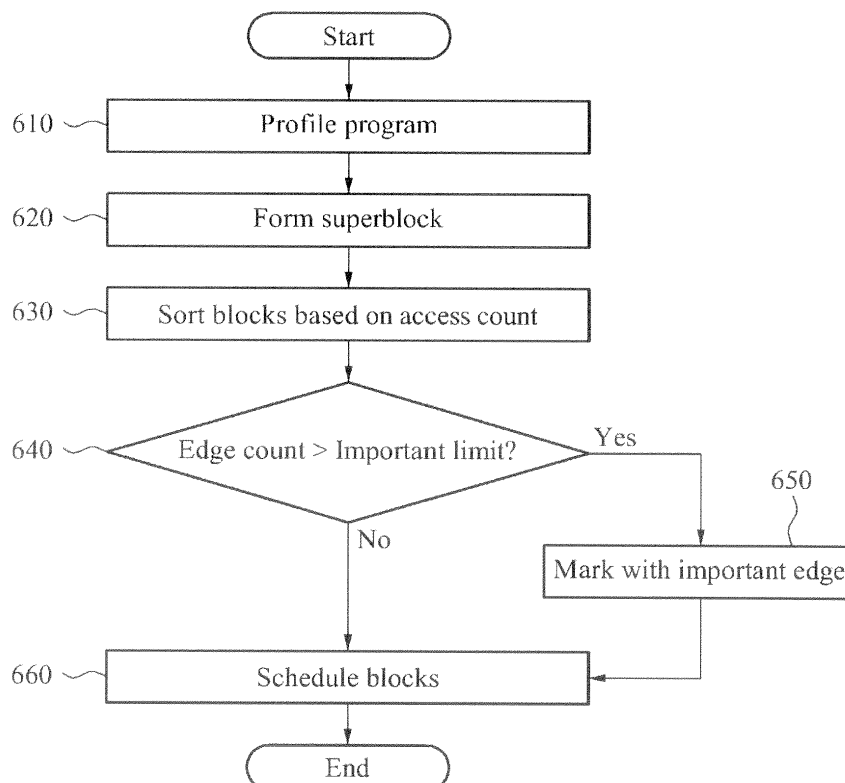 Start
610
Profile program
620
Form superblock
630
Sort blocks based on access count
640
Edge count > Important limit?
Yes
650
No
Mark with important edge
660
Schedule blocks
End